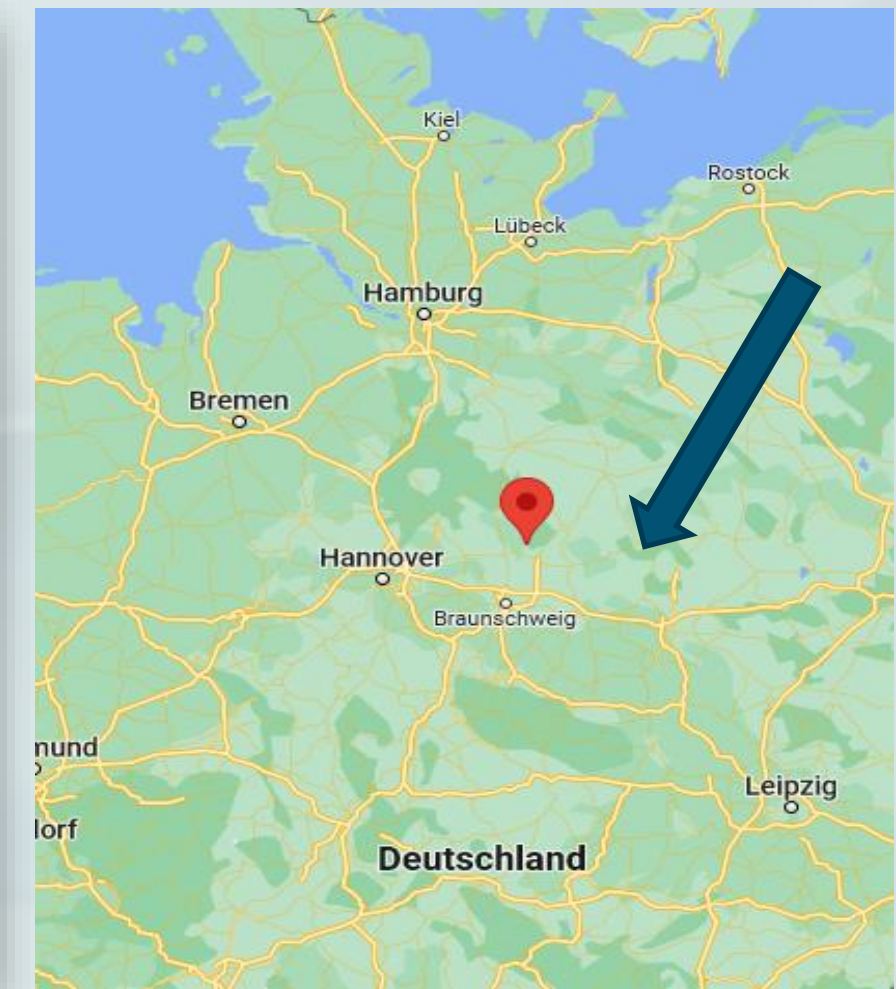 Kiel
Rostock
Lübeck
Hamburg
Bremen
Hannover
Braunschweig
mund
lorf
Leipzig
Deutschland